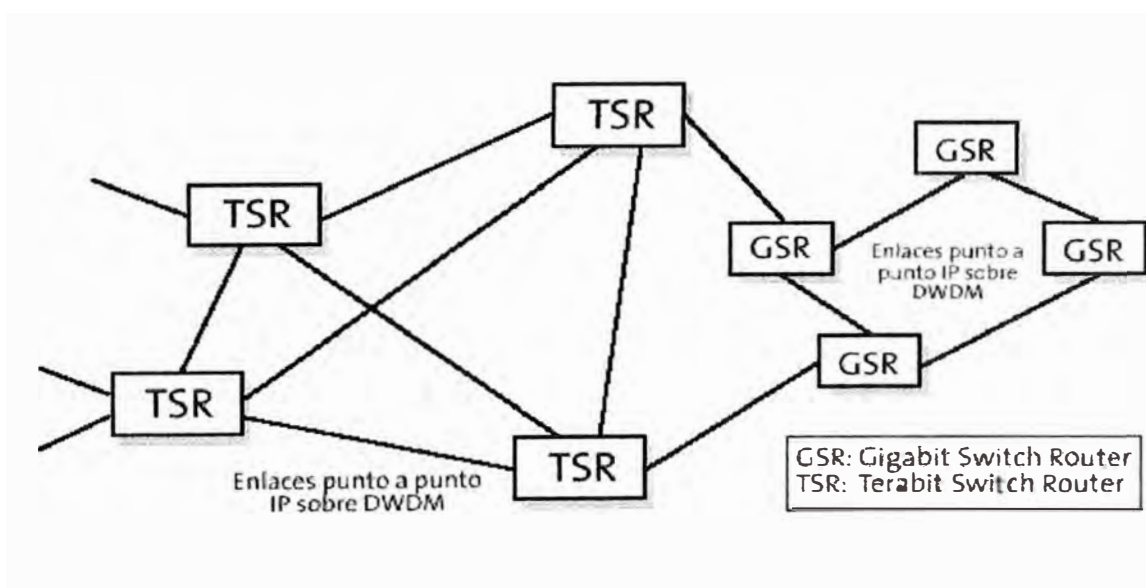 TSR
TSR
GSR
GSR
GSR
Enlaces punto a
punto IP sobre
DWDM
GSR
TSR
TSR
Enlaces punto a punto
IP sobre DWDM
GSR: Gigabit Switch Router
TSR: Terabit Switch Router